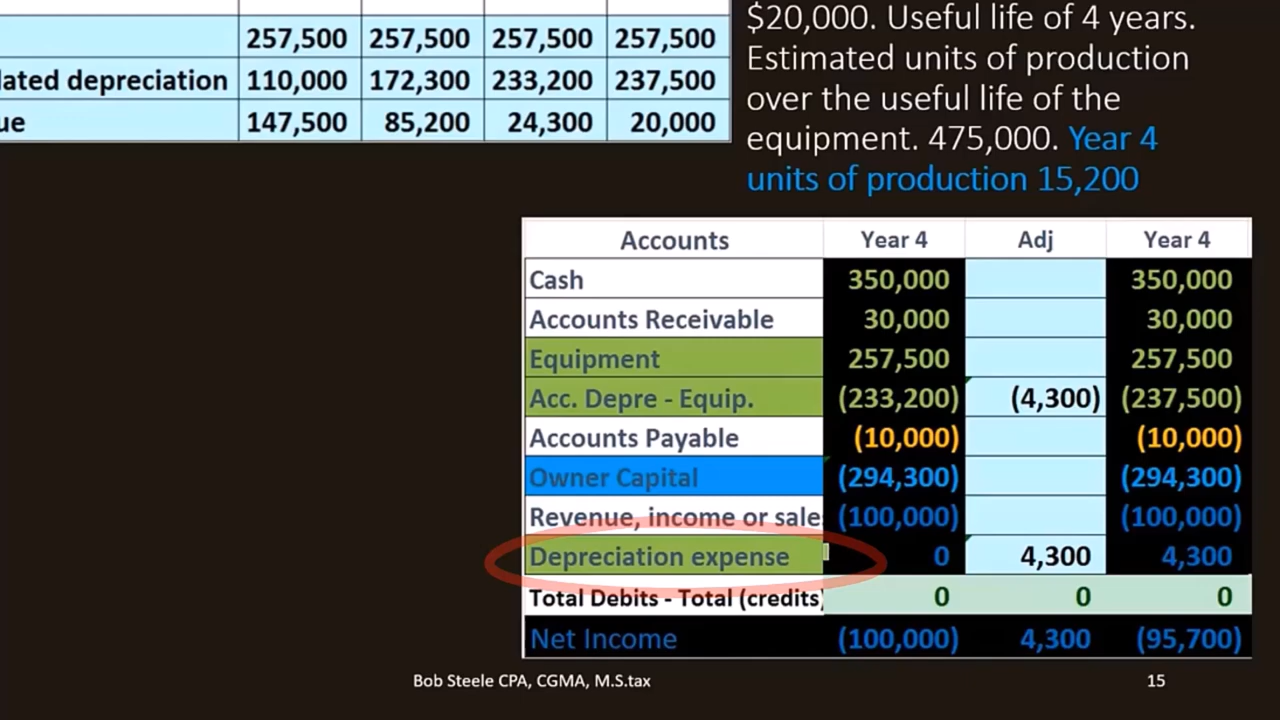 257,500 257,500 257,500 257,500
lated depreciation 110,000 172,300 233,200 237,500
ue 147,500 85,200 24,300 20,000
$20,000. Useful life of 4 years.
Estimated units of production
over the useful life of the
equipment. 475,000. Year 4
units of production 15,200
Accounts Year 4 Adj Year 4
Cash 350,000 350,000
Accounts Receivable 30,000 30,000
Equipment 257,500 257,500
Acc. Depre - Equip. (233,200) (4,300) (237,500)
Accounts Payable (10,000) (10,000)
Owner Capital (294,300) (294,300)
Revenue, income or sale (100,000) (100,000)
Depreciation expense 0 4,300 4,300
Total Debits - Total (credits) 0 0 0
Net Income (100,000) 4,300 (95,700)
Bob Steele CPA, CGMA, M.S.tax 15